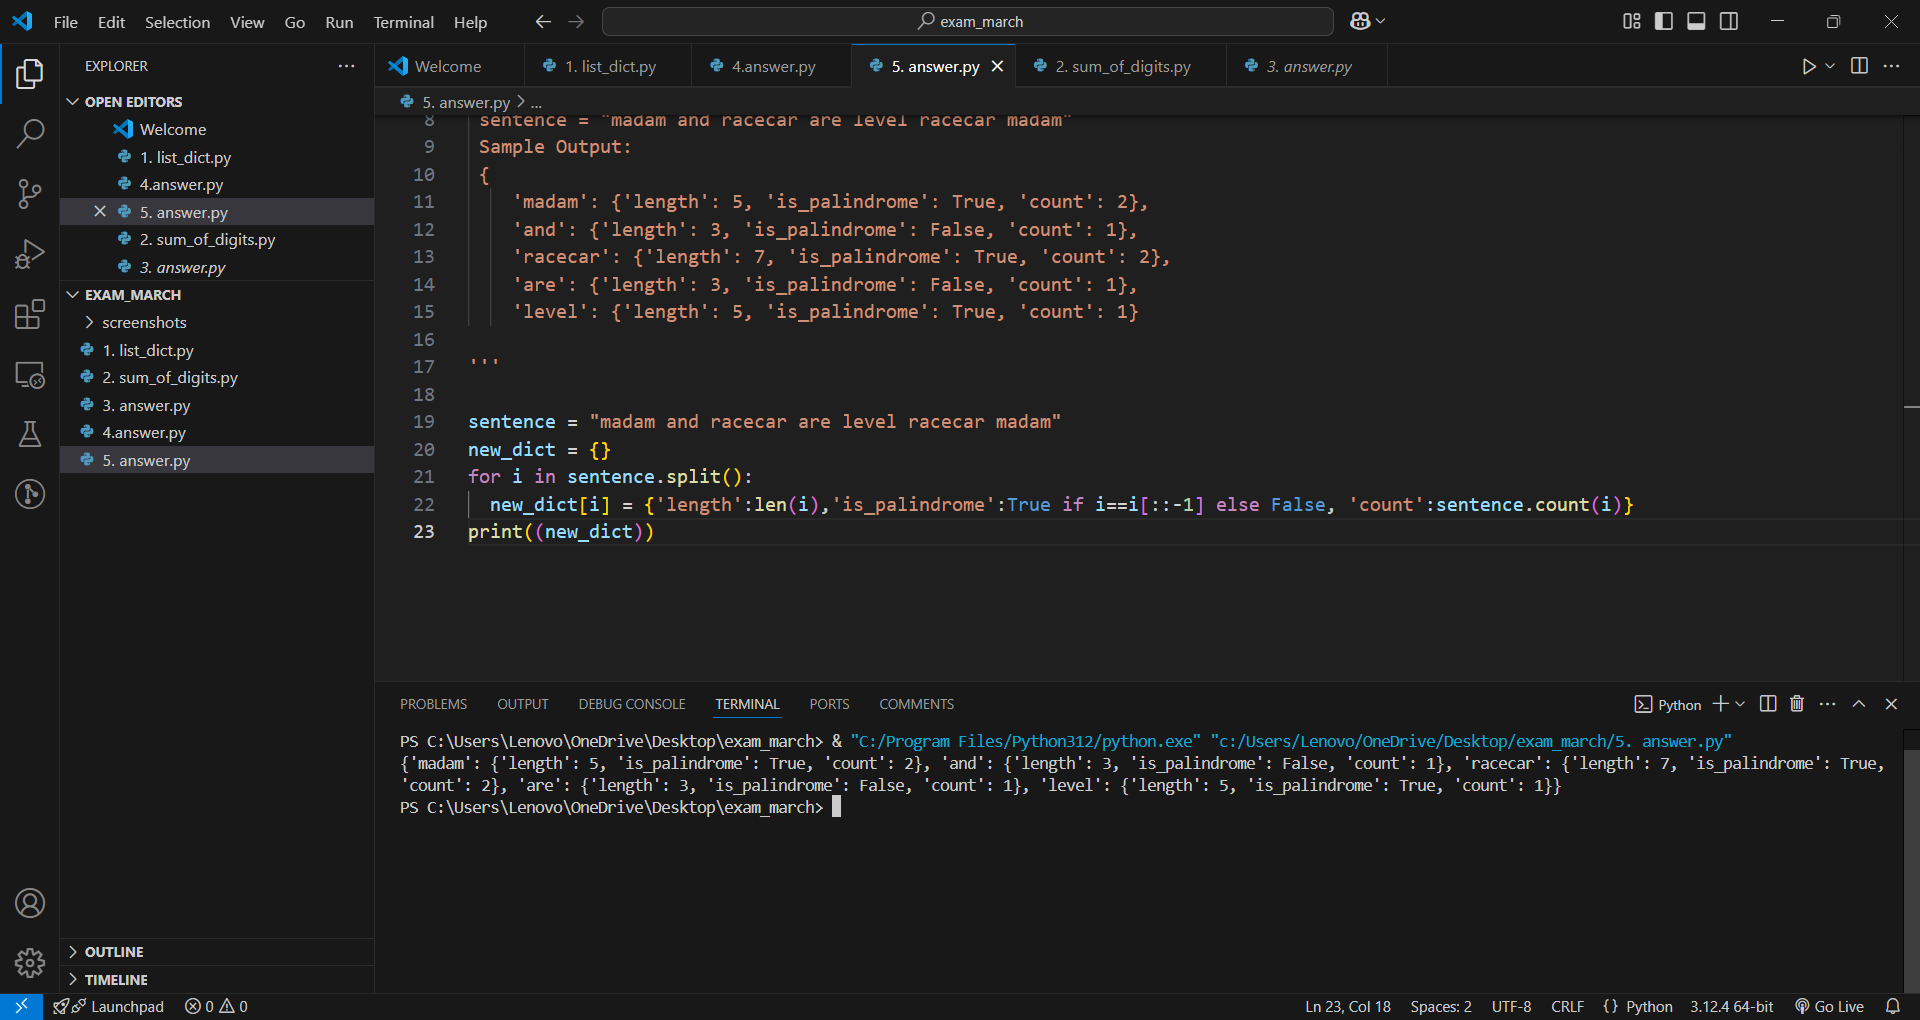 File Edit Selection View Go Run Terminal Help
exam_march
EXPLORER
OPEN EDITORS
Welcome
1. list_dict.py
4.answer.py
5. answer.py
2. sum_of_digits.py
3. answer.py
EXAM_MARCH
screenshots
1. list_dict.py
2. sum_of_digits.py
3. answer.py
4.answer.py
5. answer.py
OUTLINE
TIMELINE
Welcome 1. list_dict.py 4.answer.py 5. answer.py 2. sum_of_digits.py 3. answer.py
5. answer.py > ...
8 sentence = "madam and racecar are level racecar madam"
9 Sample Output:
10 {
11 'madam': {'length': 5, 'is_palindrome': True, 'count': 2},
12 'and': {'length': 3, 'is_palindrome': False, 'count': 1},
13 'racecar': {'length': 7, 'is_palindrome': True, 'count': 2},
14 'are': {'length': 3, 'is_palindrome': False, 'count': 1},
15 'level': {'length': 5, 'is_palindrome': True, 'count': 1}
16
17 '''
18
19 sentence = "madam and racecar are level racecar madam"
20 new_dict = {}
21 for i in sentence.split():
22 new_dict[i] = {'length':len(i),'is_palindrome':True if i==i[::-1] else False, 'count':sentence.count(i)}
23 print((new_dict))
PROBLEMS OUTPUT DEBUG CONSOLE TERMINAL PORTS COMMENTS
Python
PS C:\Users\Lenovo\OneDrive\Desktop\exam_march> & "C:/Program Files/Python312/python.exe" "c:/Users/Lenovo/OneDrive/Desktop/exam_march/5. answer.py"
{'madam': {'length': 5, 'is_palindrome': True, 'count': 2}, 'and': {'length': 3, 'is_palindrome': False, 'count': 1}, 'racecar': {'length': 7, 'is_palindrome': True,
'count': 2}, 'are': {'length': 3, 'is_palindrome': False, 'count': 1}, 'level': {'length': 5, 'is_palindrome': True, 'count': 1}}
PS C:\Users\Lenovo\OneDrive\Desktop\exam_march>
Launchpad 0 0
Ln 23, Col 18 Spaces: 2 UTF-8 CRLF {} Python 3.12.4 64-bit Go Live